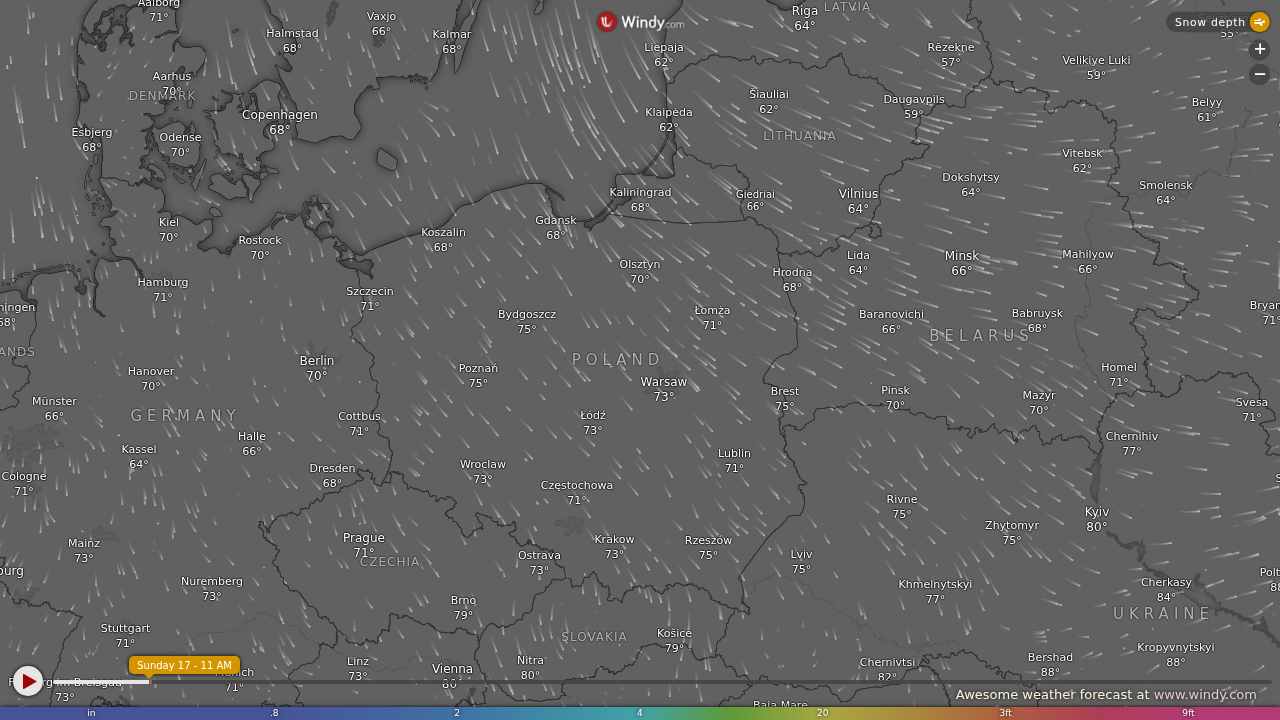 Aalborg
71°
Halmstad
68°
Vaxjo
66°
Kalmar
68°
Windy.com
Liepaja
62°
Riga
64°
LATVIA
Rēzekne
57°
Velikiye Luki
59°
Snow depth
55°
+
−
Aarhus
70°
DENMARK
Copenhagen
68°
Esbjerg
68°
Odense
70°
Klaipėda
62°
Šiauliai
62°
LITHUANIA
Daugavpils
59°
Belyy
61°
Vitebsk
62°
Dokshytsy
64°
Smolensk
64°
Kaliningrad
68°
Giedriai
66°
Vilnius
64°
Kiel
70°
Rostock
70°
Koszalin
68°
Gdansk
68°
Olsztyn
70°
Hrodna
68°
Lida
64°
Minsk
66°
Mahilyow
66°
Hamburg
71°
Szczecin
71°
Bydgoszcz
75°
Łomża
71°
Baranovichi
66°
Babruysk
68°
BELARUS
POLAND
Berlin
70°
Hanover
70°
Poznań
75°
Warsaw
73°
Brest
75°
Pinsk
70°
Mazyr
70°
Homel
71°
Münster
66°
GERMANY
Cottbus
71°
Łódź
73°
Svesa
71°
Kassel
64°
Halle
66°
Chernihiv
77°
Cologne
71°
Dresden
68°
Wroclaw
73°
Częstochowa
71°
Lublin
71°
Rivne
75°
Kyiv
80°
Zhytomyr
75°
Mainz
73°
Prague
71°
CZECHIA
Ostrava
73°
Krakow
73°
Rzeszow
75°
Lviv
75°
Khmelnytskyi
77°
Cherkasy
84°
Nuremberg
73°
Brno
79°
UKRAINE
Stuttgart
71°
SLOVAKIA
Košice
79°
Kropyvnytskyi
88°
Sunday 17 - 11 AM
71°
73°
Linz
73°
Vienna
80°
Nitra
80°
Chernivtsi
82°
Bershad
88°
Baia Mare
Awesome weather forecast at www.windy.com
in .8 2 4 20 3ft 9ft